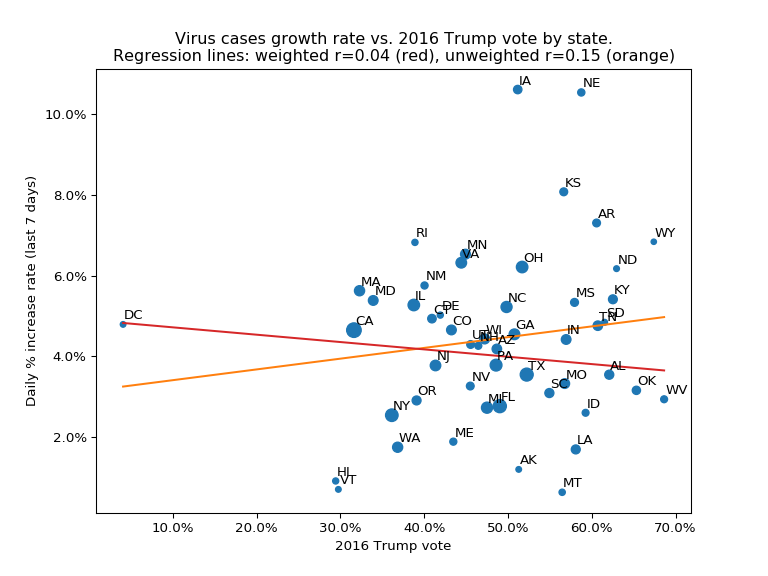 Virus cases growth rate vs. 2016 Trump vote by state.
Regression lines: weighted r=0.04 (red), unweighted r=0.15 (orange)
Daily % increase rate (last 7 days)
10.0%
8.0%
6.0%
4.0%
2.0%
IA
NE
KS
AR
RI
WY
MN
VA
OH
ND
NM
MA
MD
IL
CT
DE
NC
MS
KY
DC
CA
CO
GA
TN
SD
UT
NH
WI
AZ
IN
NJ
PA
TX
AL
NV
SC
MO
OK
WV
OR
NY
MI
FL
ID
WA
ME
LA
AK
HI
VT
MT
10.0%
20.0%
30.0%
40.0%
50.0%
60.0%
70.0%
2016 Trump vote